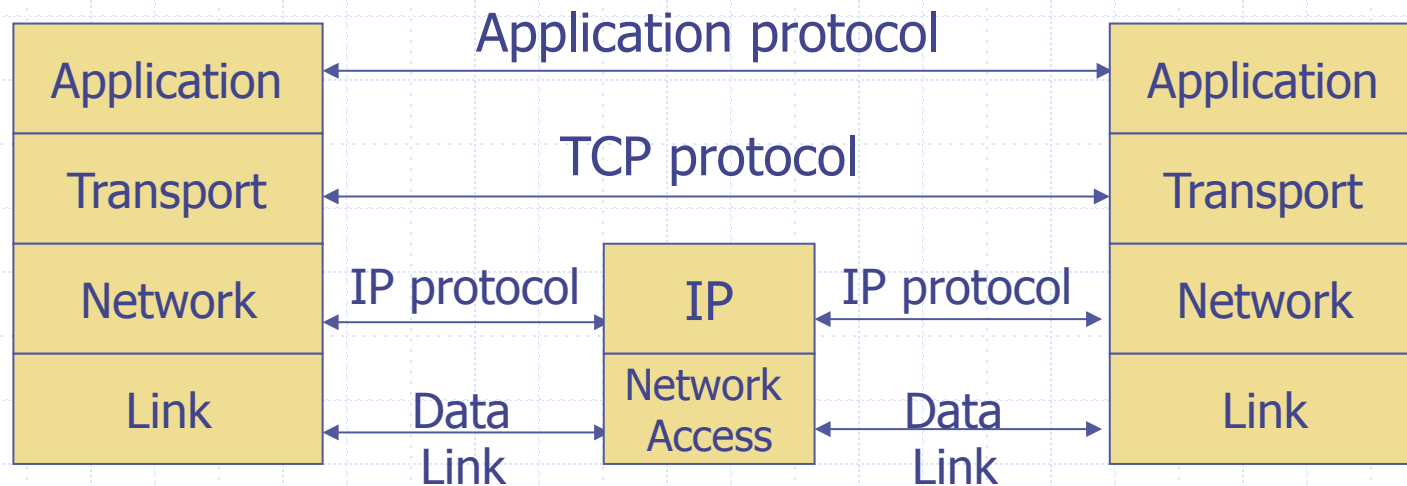 Application protocol
Application
Application
TCP protocol
Transport
Transport
IP protocol
IP protocol
Network
IP
Network
Link
Data
Link
Network
Access
Data
Link
Link